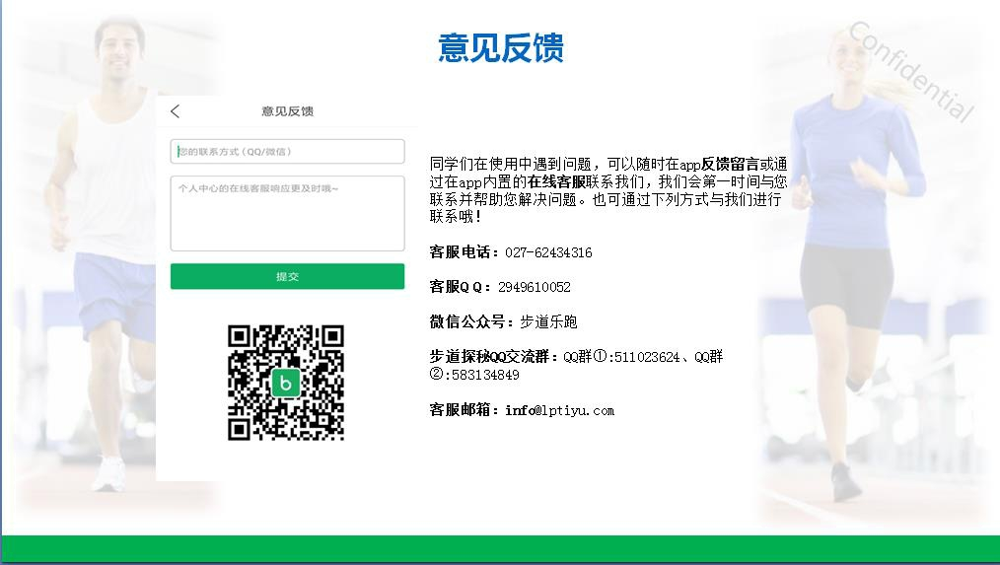 意见反馈
Confidential
意见反馈
您的联系方式（QQ/微信）
个人中心的在线客服响应更及时哦~
提交
b
同学们在使用中遇到问题，可以随时在app反馈留言或通
过在app内置的在线客服联系我们，我们会第一时间与您
联系并帮助您解决问题。也可通过下列方式与我们进行
联系哦！
客服电话：027-62434316
客服QQ：2949610052
微信公众号：步道乐跑
步道探秘QQ交流群：QQ群①:511023624、QQ群
②:583134849
客服邮箱：info@lptiyu.com